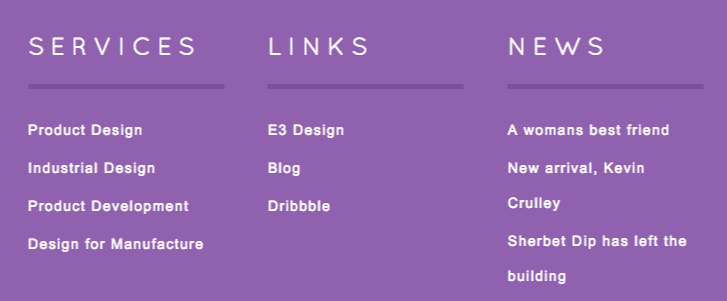 SERVICES
Product Design
Industrial Design
Product Development
Design for Manufacture
LINKS
E3 Design
Blog
Dribbble
NEWS
A womans best friend
New arrival, Kevin
Crulley
Sherbet Dip has left the
building